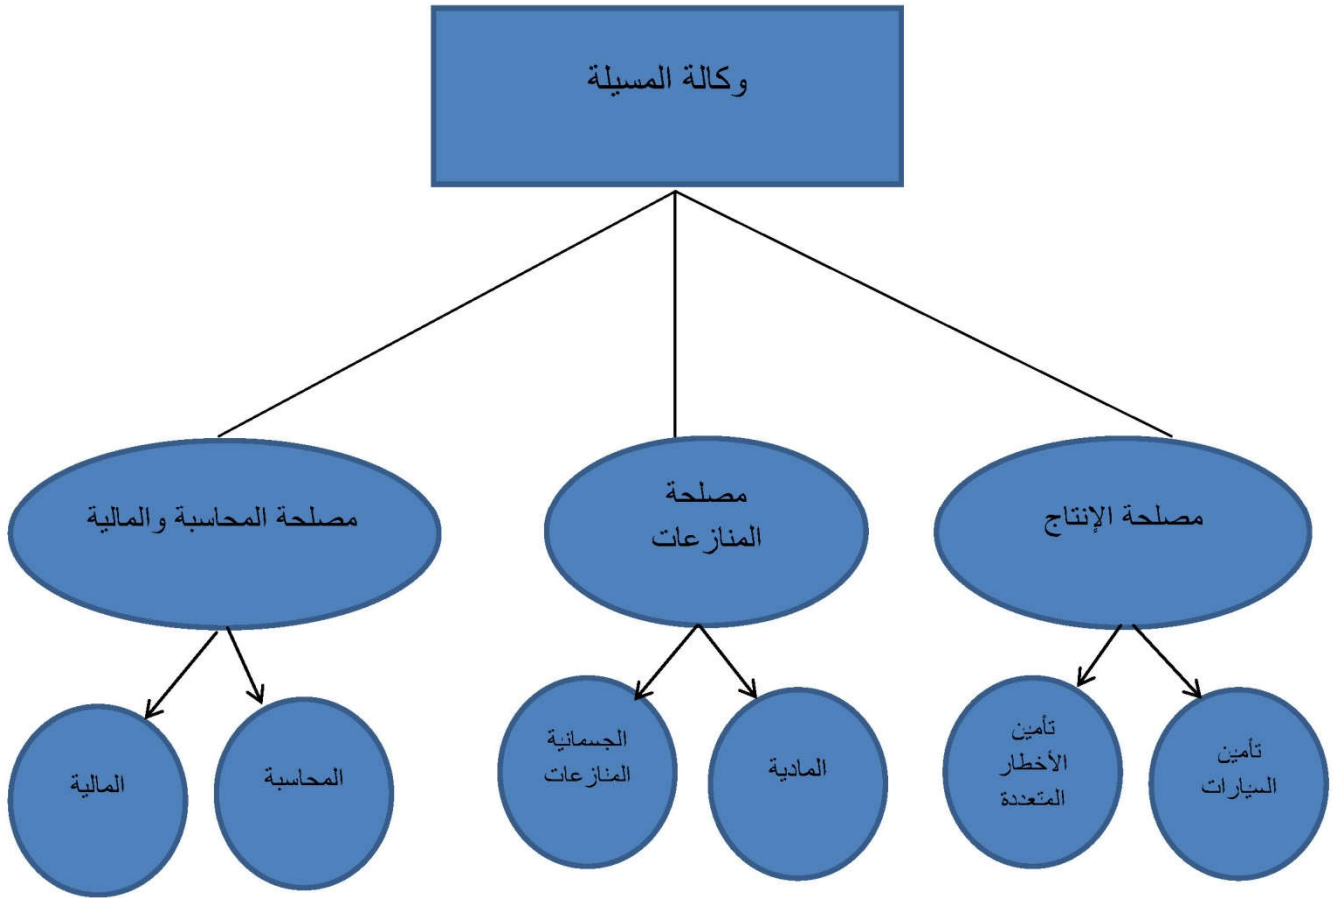 وكالة المسيلة
مصلحة الإنتاج
مصلحة
المنازعات
مصلحة المحاسبة والمالية
تأمين
السيارات
تأمين
الأخطار
المتعددة
المادية
الجسمانية
المنازعات
المحاسبة
المالية